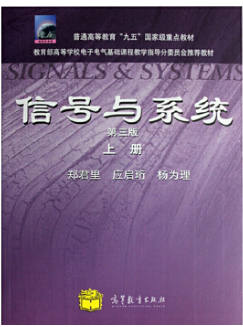 普通高等教育“九五”国家级重点教材
教育部高等学校电子电气基础课程教学指导分委员会推荐教材
SIGNALS & SYSTEMS
信号与系统
第三版
上册
郑君里 应启珩 杨为理
高等教育出版社